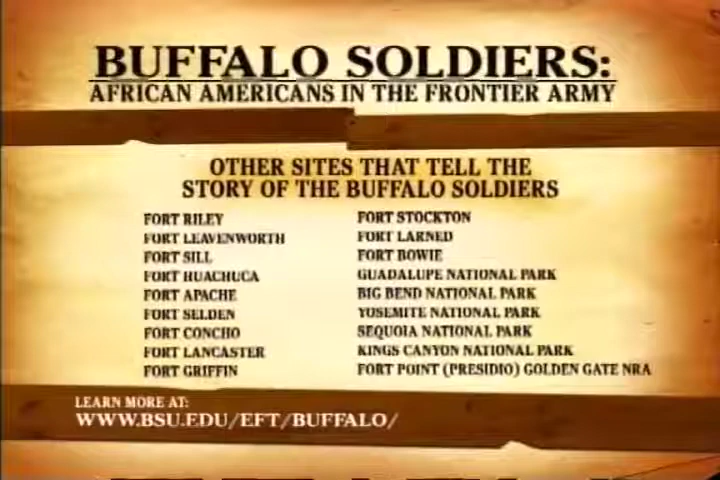 BUFFALO SOLDIERS:
AFRICAN AMERICANS IN THE FRONTIER ARMY
OTHER SITES THAT TELL THE
STORY OF THE BUFFALO SOLDIERS
FORT RILEY
FORT LEAVENWORTH
FORT SILL
FORT HUACHUCA
FORT APACHE
FORT SELDEN
FORT CONCHO
FORT LANCASTER
FORT GRIFFIN
FORT STOCKTON
FORT LARNED
FORT BOWIE
GUADALUPE NATIONAL PARK
BIG BEND NATIONAL PARK
YOSEMITE NATIONAL PARK
SEQUOIA NATIONAL PARK
KINGS CANYON NATIONAL PARK
FORT POINT (PRESIDIO) GOLDEN GATE NRA
LEARN MORE AT:
WWW.BSU.EDU/EFT/BUFFALO/